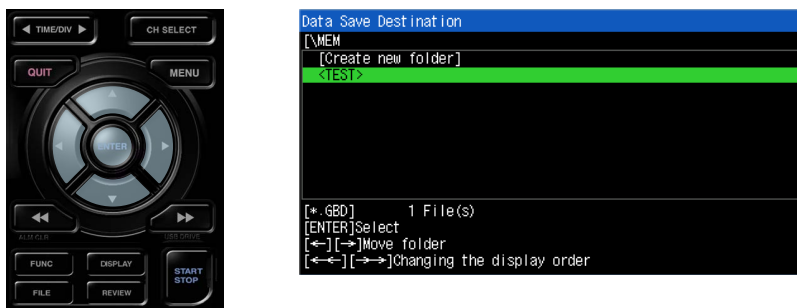 ◀ TIME/DIV ▶
CH SELECT
QUIT
MENU
ENTER
ALM CLR
USB DRIVE
FUNC
DISPLAY
START
STOP
FILE
REVIEW
Data Save Destination
[\MEM
[Create new folder]
<TEST>
[*.GBD] 1 File(s)
[ENTER]Select
[←][→]Move folder
[←←][→→]Changing the display order